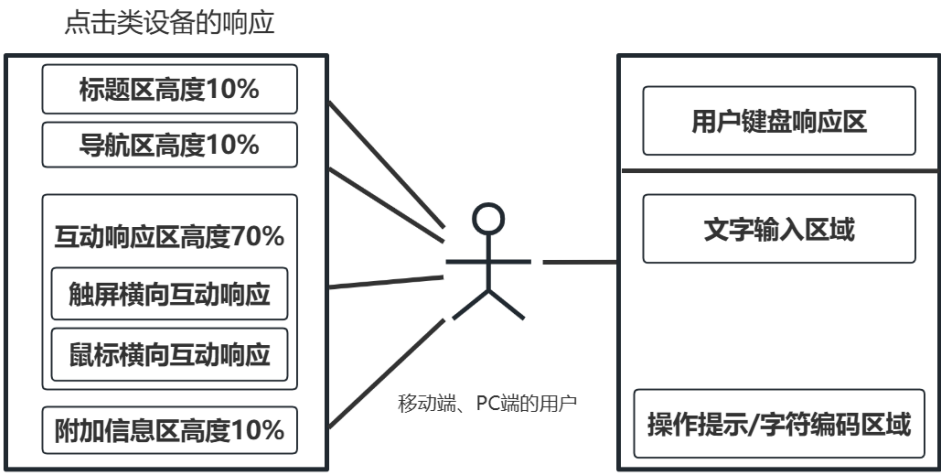 点击类设备的响应
标题区高度10%
导航区高度10%
互动响应区高度70%
触屏横向互动响应
鼠标横向互动响应
附加信息区高度10%
移动端、PC端的用户
用户键盘响应区
文字输入区域
操作提示/字符编码区域